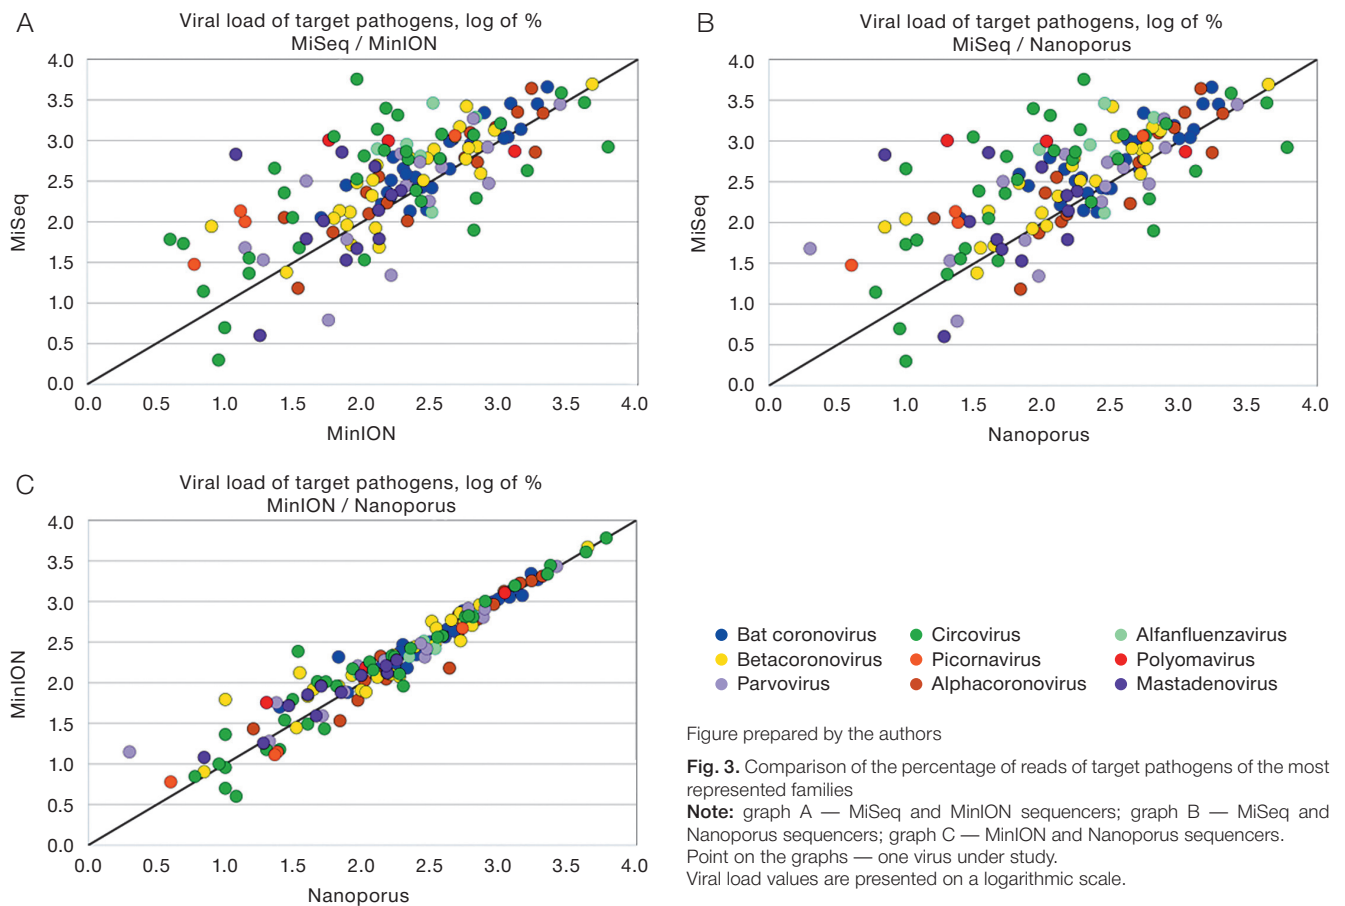 A
Viral load of target pathogens, log of %
MiSeq / MinION
MiSeq
4.0
3.5
3.0
2.5
2.0
1.5
1.0
0.5
0.0
0.0 0.5 1.0 1.5 2.0 2.5 3.0 3.5 4.0
MinION
B
Viral load of target pathogens, log of %
MiSeq / Nanoporus
MiSeq
4.0
3.5
3.0
2.5
2.0
1.5
1.0
0.5
0.0
0.0 0.5 1.0 1.5 2.0 2.5 3.0 3.5 4.0
Nanoporus
C
Viral load of target pathogens, log of %
MinION / Nanoporus
MinION
4.0
3.5
3.0
2.5
2.0
1.5
1.0
0.5
0.0
0.0 0.5 1.0 1.5 2.0 2.5 3.0 3.5 4.0
Nanoporus
Bat coronovirus Circovirus Alfanfluenzavirus
Betacoronovirus Picornavirus Polyomavirus
Parvovirus Alphacoronovirus Mastadenovirus
Figure prepared by the authors
Fig. 3. Comparison of the percentage of reads of target pathogens of the most
represented families
Note: graph A — MiSeq and MinION sequencers; graph B — MiSeq and
Nanoporus sequencers; graph C — MinION and Nanoporus sequencers.
Point on the graphs — one virus under study.
Viral load values are presented on a logarithmic scale.